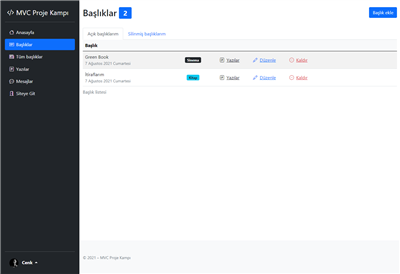 MVC Proje Kampı
Anasayfa
Başlıklar
Tüm başlıklar
Yazılar
Mesajlar
Siteye Git
Cenk
Başlıklar 2
Başlık ekle
Açık başlıklarım
Silinmiş başlıklarım
Başlık
Green Book
7 Ağustos 2021 Cumartesi
Sinema
Yazılar
Düzenle
Kaldır
İtiraflarım
7 Ağustos 2021 Cumartesi
Kitap
Yazılar
Düzenle
Kaldır
Başlık listesi
© 2021 - MVC Proje Kampı